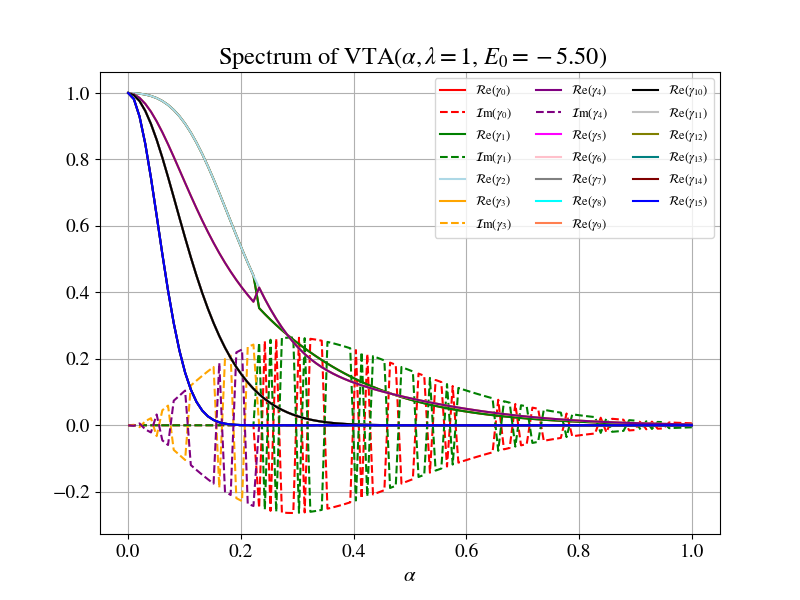 Spectrum of VTA(α, λ = 1, E₀ = −5.50)
1.0
0.8
0.6
0.4
0.2
0.0
−0.2
0.0 0.2 0.4 0.6 0.8 1.0
α
ℛe(γ₀)
ℐm(γ₀)
ℛe(γ₁)
ℐm(γ₁)
ℛe(γ₂)
ℛe(γ₃)
ℐm(γ₃)
ℛe(γ₄)
ℐm(γ₄)
ℛe(γ₅)
ℛe(γ₆)
ℛe(γ₇)
ℛe(γ₈)
ℛe(γ₉)
ℛe(γ₁₀)
ℛe(γ₁₁)
ℛe(γ₁₂)
ℛe(γ₁₃)
ℛe(γ₁₄)
ℛe(γ₁₅)